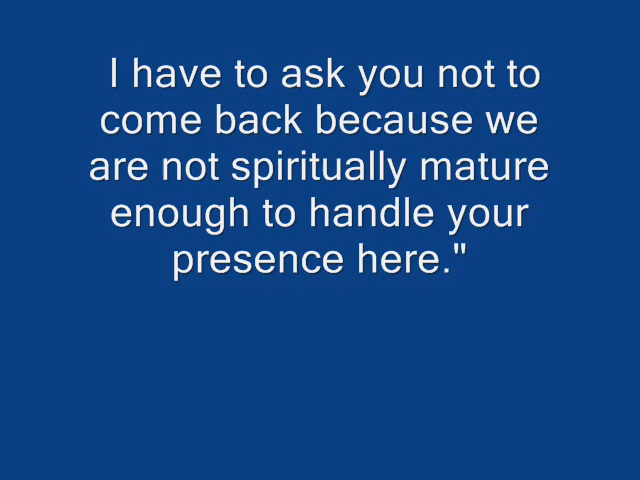 I have to ask you not to
come back because we
are not spiritually mature
enough to handle your
presence here."